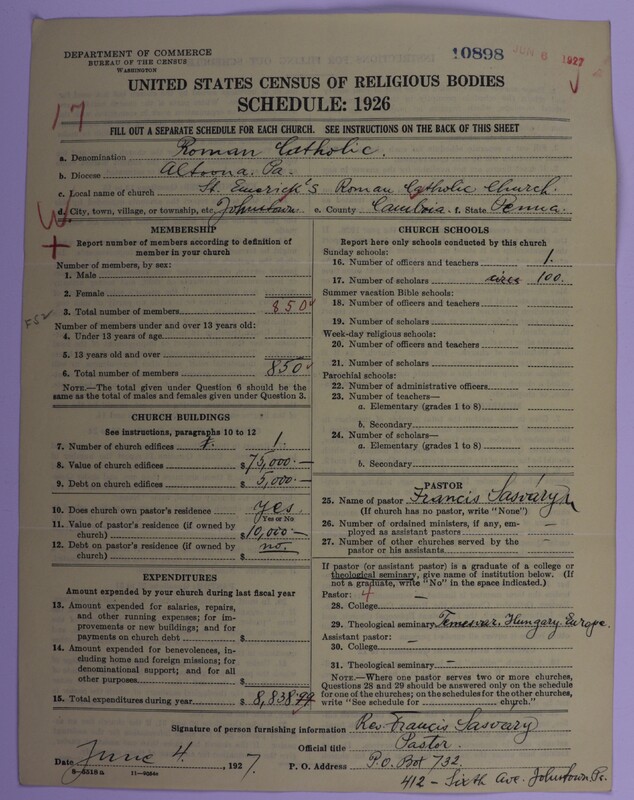 DEPARTMENT OF COMMERCE
BUREAU OF THE CENSUS
WASHINGTON
10898
JUN 6 1927
UNITED STATES CENSUS OF RELIGIOUS BODIES
SCHEDULE: 1926
17
FILL OUT A SEPARATE SCHEDULE FOR EACH CHURCH. SEE INSTRUCTIONS ON THE BACK OF THIS SHEET
a. Denomination Roman Catholic.
b. Diocese Altoona. Pa.
c. Local name of church St. Emerick's Roman Catholic Church.
d. City, town, village, or township, etc. Johnstown. e. County Cambria. f. State Penna
W
MEMBERSHIP
Report number of members according to definition of
member in your church
Number of members, by sex:
1. Male
2. Female
3. Total number of members 850
Number of members under and over 13 years old:
4. Under 13 years of age
5. 13 years old and over
6. Total number of members 850
NOTE.—The total given under Question 6 should be
same as the total of males and females given under Question 3.
CHURCH BUILDINGS
See instructions, paragraphs 10 to 12
7. Number of church edifices 1.
8. Value of church edifices $75,000.—
9. Debt on church edifices $5,000.—
10. Does church own pastor's residence yes.
Yes or No
11. Value of pastor's residence (if owned by
church) $10,000—
12. Debt on pastor's residence (if owned by
church) $ no.
EXPENDITURES
Amount expended by your church during last fiscal year
13. Amount expended for salaries, repairs,
and other running expenses; for im-
provements or new buildings; and for
payments on church debt $
14. Amount expended for benevolences, in-
cluding home and foreign missions; for
denominational support; and for all
other purposes $
15. Total expenditures during year $8,838.99
CHURCH SCHOOLS
Report here only schools conducted by this church
Sunday schools:
16. Number of officers and teachers 1.
17. Number of scholars circa 100.
Summer vacation Bible schools:
18. Number of officers and teachers
19. Number of scholars
Week-day religious schools:
20. Number of officers and teachers
21. Number of scholars
Parochial schools:
22. Number of administrative officers
23. Number of teachers—
a. Elementary (grades 1 to 8)
b. Secondary
24. Number of scholars—
a. Elementary (grades 1 to 8)
b. Secondary
PASTOR
25. Name of pastor Francis Sasváry
(If church has no pastor, write "None")
26. Number of ordained ministers, if any, em-
ployed as assistant pastors —
27. Number of other churches served by the
pastor or his assistants —
If pastor (or assistant pastor) is a graduate of a college or
theological seminary, give name of institution below. (If
not a graduate, write "No" in the space indicated.)
Pastor: 4
28. College —
29. Theological seminary Temesvar. Hungary. Europe.
Assistant pastor:
30. College —
31. Theological seminary —
NOTE.—Where one pastor serves two or more churches,
Questions 28 and 29 should be answered only on the schedule
for one of the churches; on the schedules for the other churches,
write "See schedule for church."
Signature of person furnishing information Rev. Francis Sasváry
Official title Pastor.
Date June 4. , 1927 P. O. Address P.O. Box 732.
8—5518a 11—9064
412 — Sixth Ave. Johnstown, Pa.